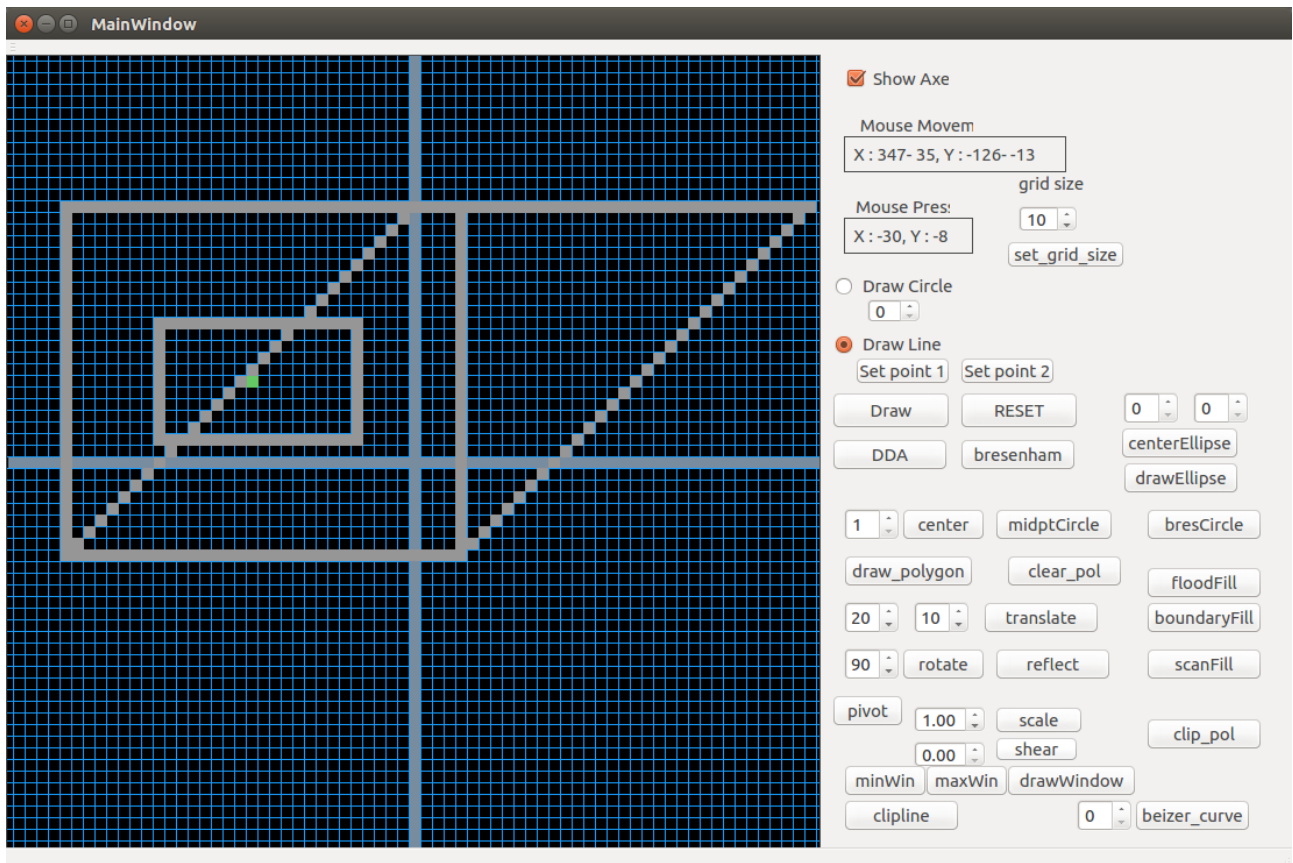 MainWindow
Show Axe
Mouse Movem
X : 347- 35, Y : -126- -13
grid size
Mouse Pres
10
X : -30, Y : -8
set_grid_size
Draw Circle
0
Draw Line
Set point 1 Set point 2
Draw RESET 0 0
centerEllipse
DDA bresenham
drawEllipse
1 center midptCircle bresCircle
draw_polygon clear_pol floodFill
20 10 translate boundaryFill
90 rotate reflect scanFill
pivot 1.00 scale
clip_pol
0.00 shear
minWin maxWin drawWindow
clipline 0 beizer_curve